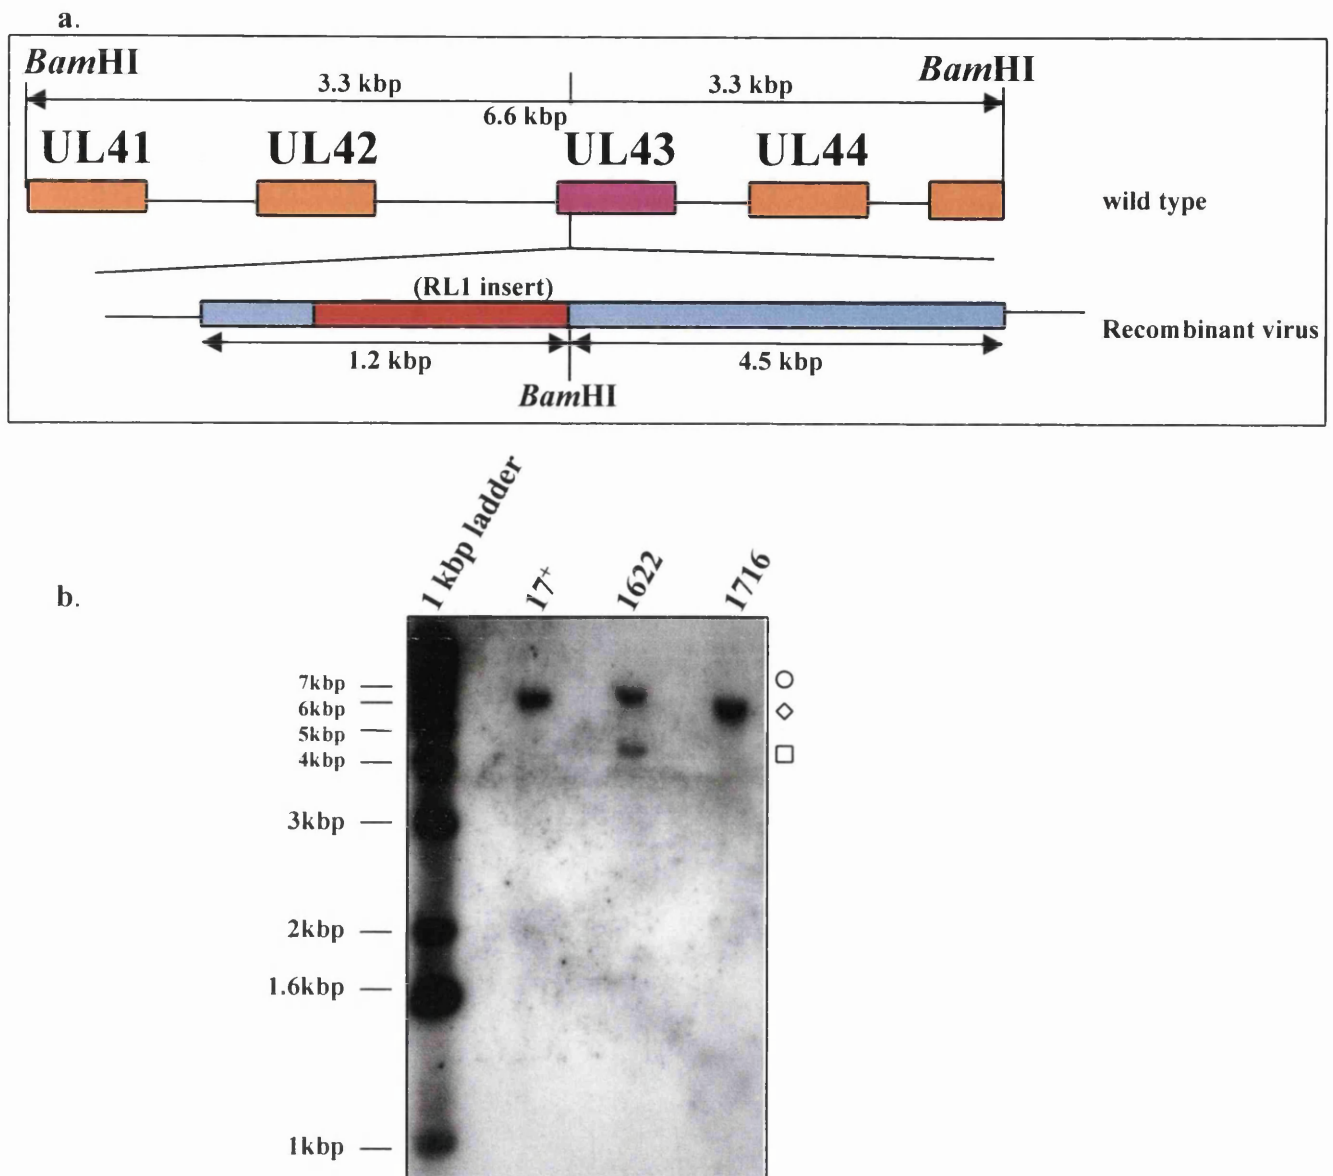 a.
BamHI
BamHI
3.3 kbp
3.3 kbp
6.6 kbp
UL41
UL42
UL43
UL44
wild type
(RL1 insert)
Recombinant virus
1.2 kbp
4.5 kbp
BamHI
b.
1 kbp ladder
17+
1622
1716
7kbp
6kbp
5kbp
4kbp
3kbp
2kbp
1.6kbp
1kbp